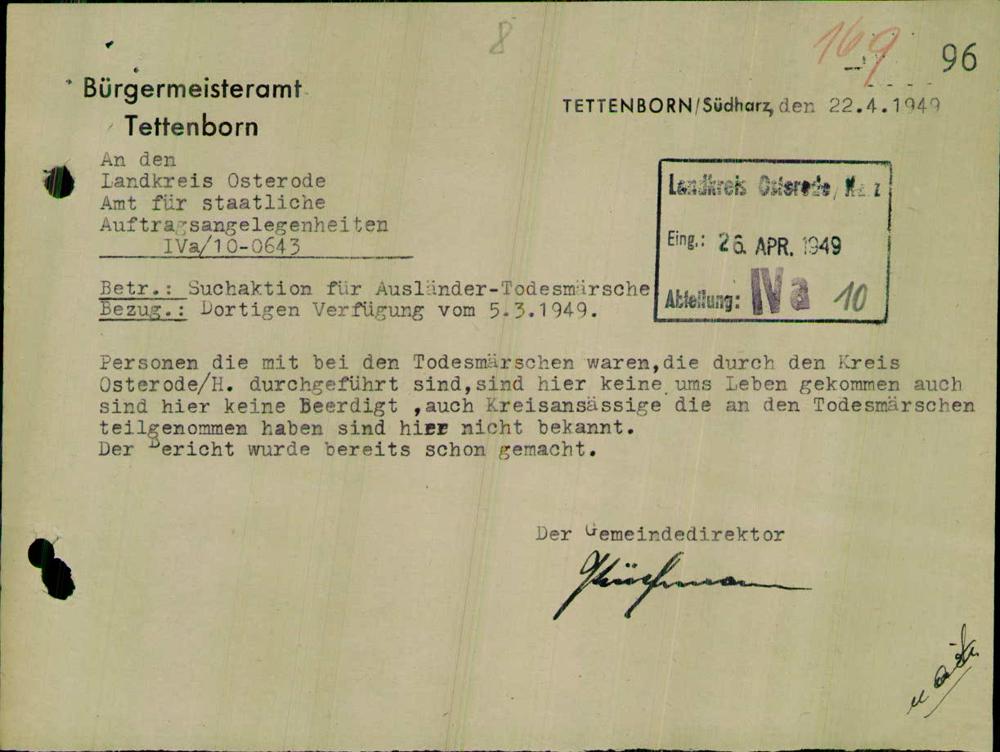 8
169
96
Bürgermeisteramt
Tettenborn
TETTENBORN/Südharz, den 22.4.1949
An den
Landkreis Osterode
Amt für staatliche
Auftragsangelegenheiten
IVa/10-0643
Landkreis Osterode, Harz
Eing.: 26. APR. 1949
Abteilung: IVa 10
Betr.: Suchaktion für Ausländer-Todesmärsche
Bezug.: Dortigen Verfügung vom 5.3.1949.
Personen die mit bei den Todesmärschen waren,die durch den Kreis
Osterode/H. durchgeführt sind,sind hier keine ums Leben gekommen auch
sind hier keine Beerdigt ,auch Kreisansässige die an den Todesmärschen
teilgenommen haben sind hier nicht bekannt.
Der Bericht wurde bereits schon gemacht.
Der Gemeindedirektor